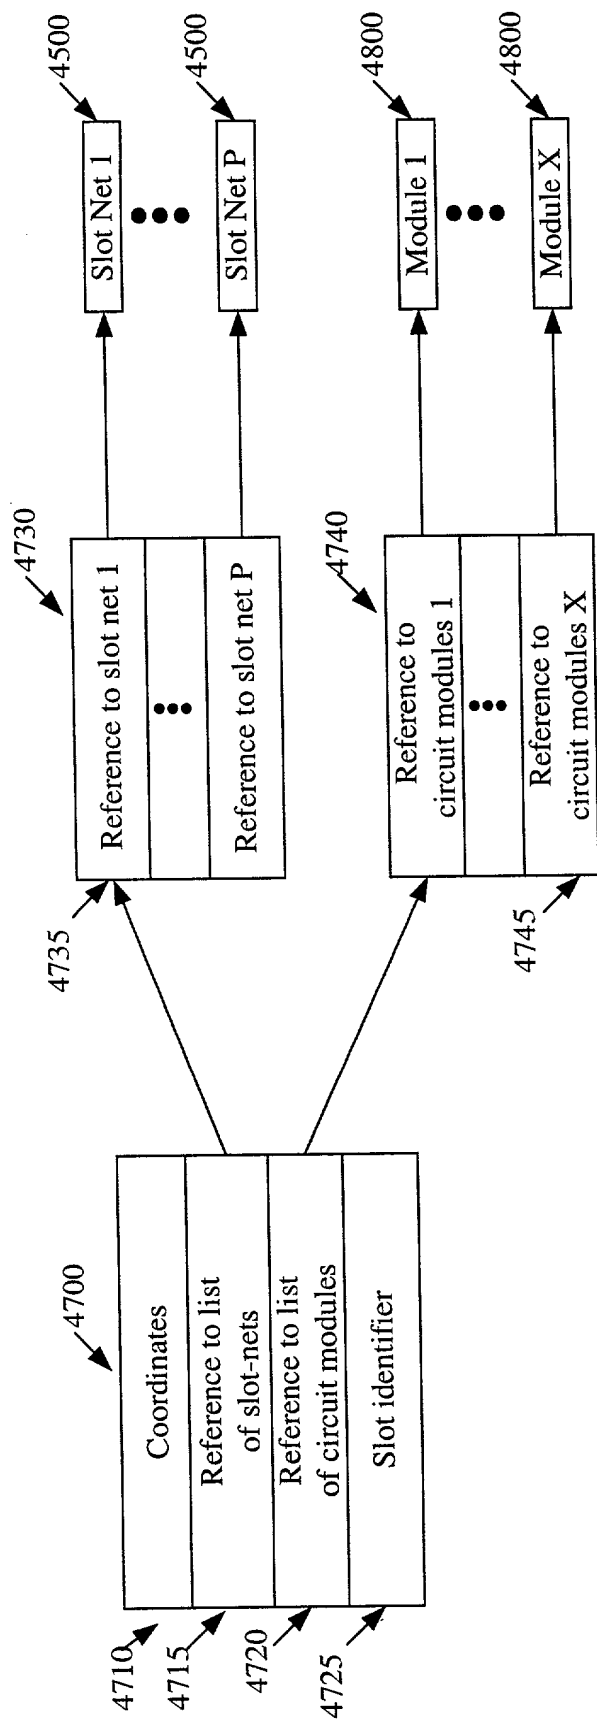 4700
4710
Coordinates
4715
Reference to list
of slot-nets
4720
Reference to list
of circuit modules
4725
Slot identifier
4730
4735
Reference to slot net 1
Reference to slot net P
4740
Reference to
circuit modules 1
4745
Reference to
circuit modules X
4500
Slot Net 1
4500
Slot Net P
4800
Module 1
4800
Module X